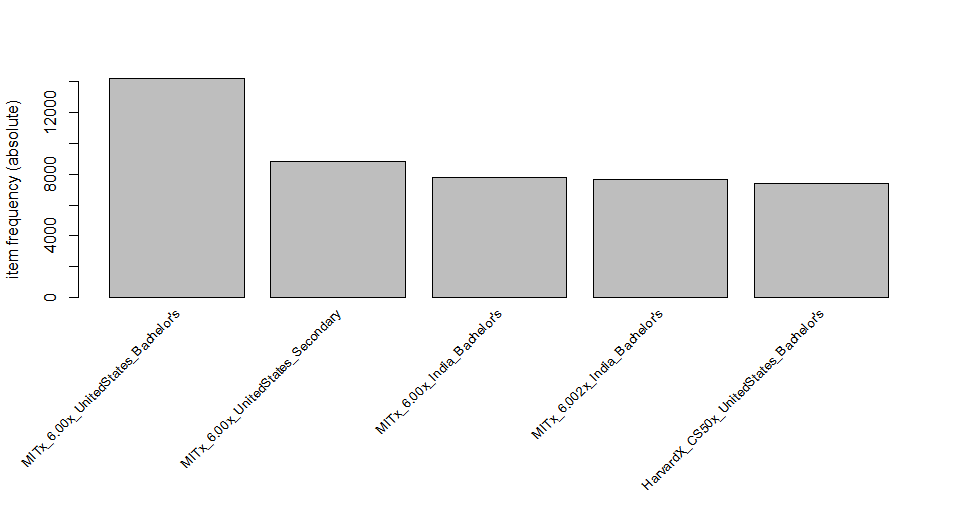 item frequency (absolute)
12000
8000
4000
0
MITx_6.00x_UnitedStates_Bachelor's
MITx_6.00x_UnitedStates_Secondary
MITx_6.00x_India_Bachelor's
MITx_6.002x_India_Bachelor's
HarvardX_CS50x_UnitedStates_Bachelor's